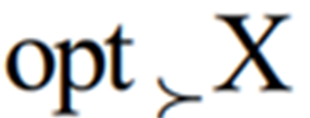 opt ≻ X